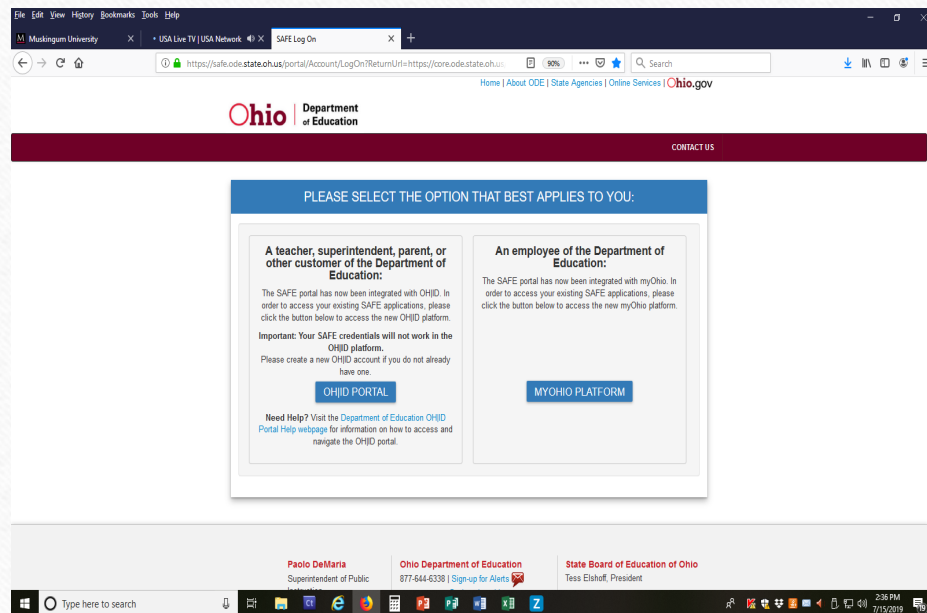 File Edit View History Bookmarks Tools Help
Muskingum University
USA Live TV | USA Network
SAFE Log On
https://safe.ode.state.oh.us/portal/Account/LogOn?ReturnUrl=https://core.ode.state.oh.us
90%
Search
Home | About ODE | State Agencies | Online Services | Ohio.gov
Ohio Department
of Education
CONTACT US
PLEASE SELECT THE OPTION THAT BEST APPLIES TO YOU:
A teacher, superintendent, parent, or
other customer of the Department of
Education:
The SAFE portal has now been integrated with OH|ID. In
order to access your existing SAFE applications, please
click the button below to access the new OH|ID platform.
Important: Your SAFE credentials will not work in the
OH|ID platform.
Please create a new OH|ID account if you do not already
have one.
OH|ID PORTAL
Need Help? Visit the Department of Education OH|ID
Portal Help webpage for information on how to access and
navigate the OH|ID portal.
An employee of the Department of
Education:
The SAFE portal has now been integrated with myOhio. In
order to access your existing SAFE applications, please
click the button below to access the new myOhio platform.
MYOHIO PLATFORM
Paolo DeMaria
Superintendent of Public
Ohio Department of Education
877-644-6338 | Sign-up for Alerts
State Board of Education of Ohio
Tess Elshoff, President
Type here to search
2:36 PM
7/15/2019